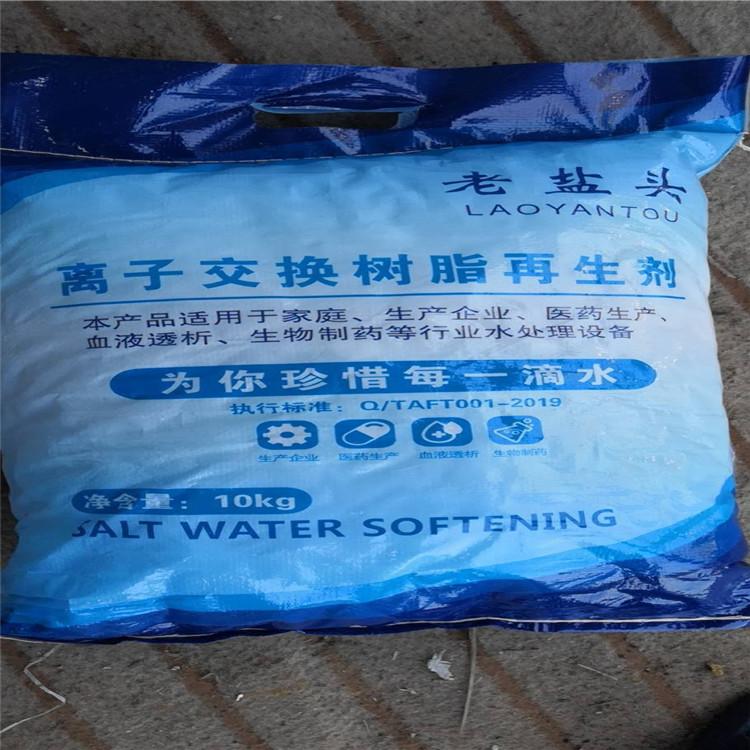 老盐头
LAOYANTOU
离子交换树脂再生剂
本产品适用于家庭、生产企业、医药生产、
血液透析、生物制药等行业水处理设备
为你珍惜每一滴水
执行标准：Q/TAFT001-2019
生产企业 医药生产 血液透析 生物制药
净含量：10kg
SALT WATER SOFTENING